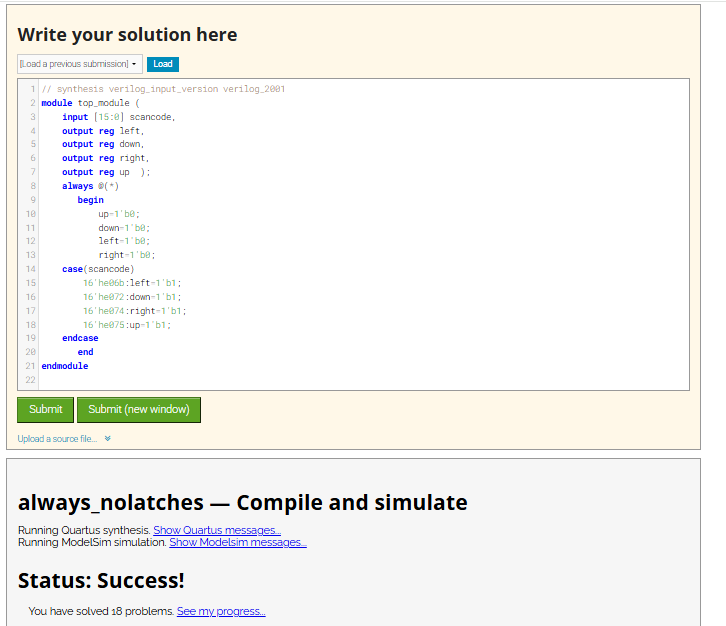 Write your solution here
[Load a previous submission] Load
1 // synthesis verilog_input_version verilog_2001
2 module top_module (
3 input [15:0] scancode,
4 output reg left,
5 output reg down,
6 output reg right,
7 output reg up );
8 always @(*)
9 begin
10 up=1'b0;
11 down=1'b0;
12 left=1'b0;
13 right=1'b0;
14 case(scancode)
15 16'he06b:left=1'b1;
16 16'he072:down=1'b1;
17 16'he074:right=1'b1;
18 16'he075:up=1'b1;
19 endcase
20 end
21 endmodule
22
Submit Submit (new window)
Upload a source file...
always_nolatches — Compile and simulate
Running Quartus synthesis. Show Quartus messages...
Running ModelSim simulation. Show Modelsim messages...
Status: Success!
You have solved 18 problems. See my progress...